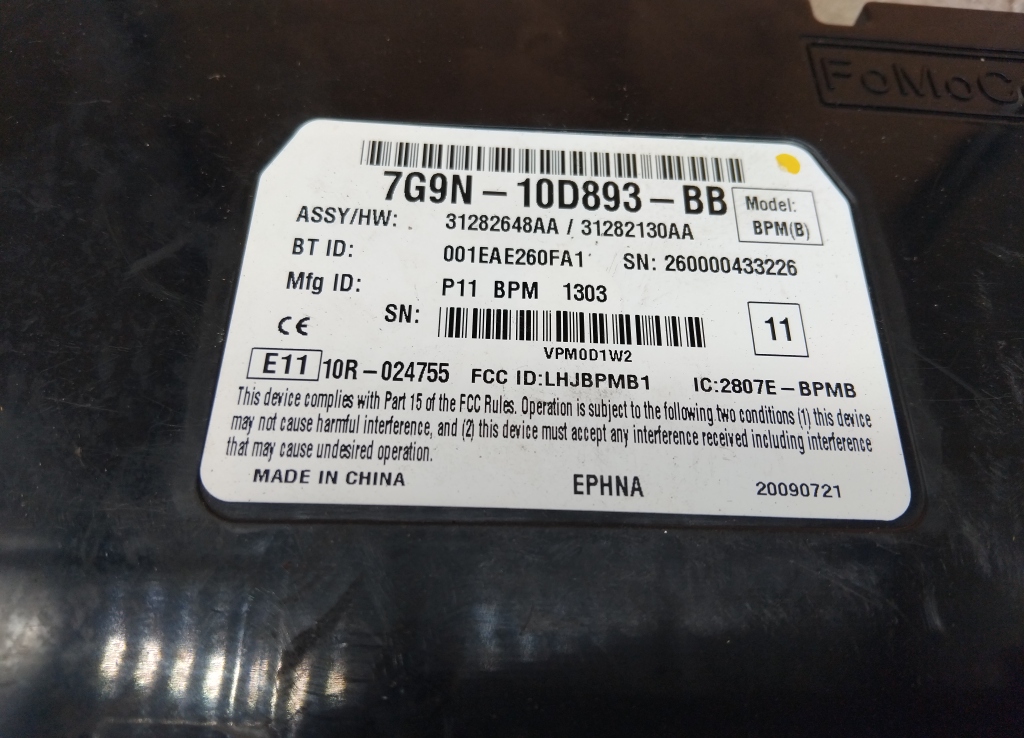 FoMoCo
7G9N-10D893-BB
Model:
BPM(B)
ASSY/HW: 31282648AA / 31282130AA
BT ID: 001EAE260FA1 SN: 260000433226
Mfg ID: P11 BPM 1303
SN:
11
VPM0D1W2
CE
E11 10R-024755 FCC ID:LHJBPMB1 IC:2807E-BPMB
This device complies with Part 15 of the FCC Rules. Operation is subject to the following two conditions (1) this device
may not cause harmful interference, and (2) this device must accept any interference received including interference
that may cause undesired operation.
MADE IN CHINA EPHNA 20090721